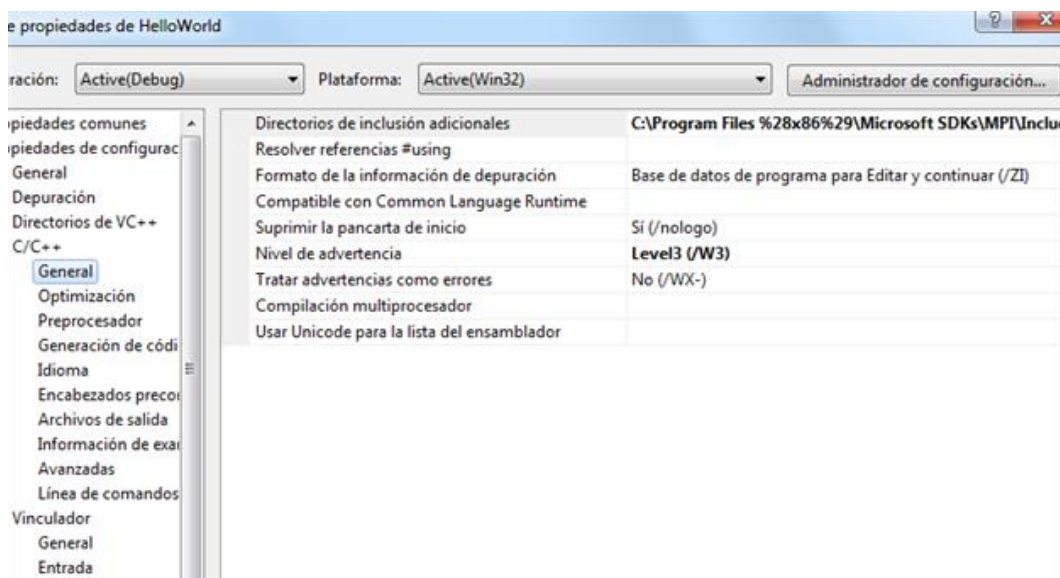 e propiedades de HelloWorld
ración: Active(Debug) Plataforma: Active(Win32) Administrador de configuración...
opiedades comunes
opiedades de configurac
General
Depuración
Directorios de VC++
C/C++
General
Optimización
Preprocesador
Generación de códi
Idioma
Encabezados preco
Archivos de salida
Información de exa
Avanzadas
Línea de comandos
Vinculador
General
Entrada
Directorios de inclusión adicionales C:\Program Files %28x86%29\Microsoft SDKs\MPI\Inclu
Resolver referencias #using
Formato de la información de depuración Base de datos de programa para Editar y continuar (/ZI)
Compatible con Common Language Runtime
Suprimir la pancarta de inicio Sí (/nologo)
Nivel de advertencia Level3 (/W3)
Tratar advertencias como errores No (/WX-)
Compilación multiprocesador
Usar Unicode para la lista del ensamblador